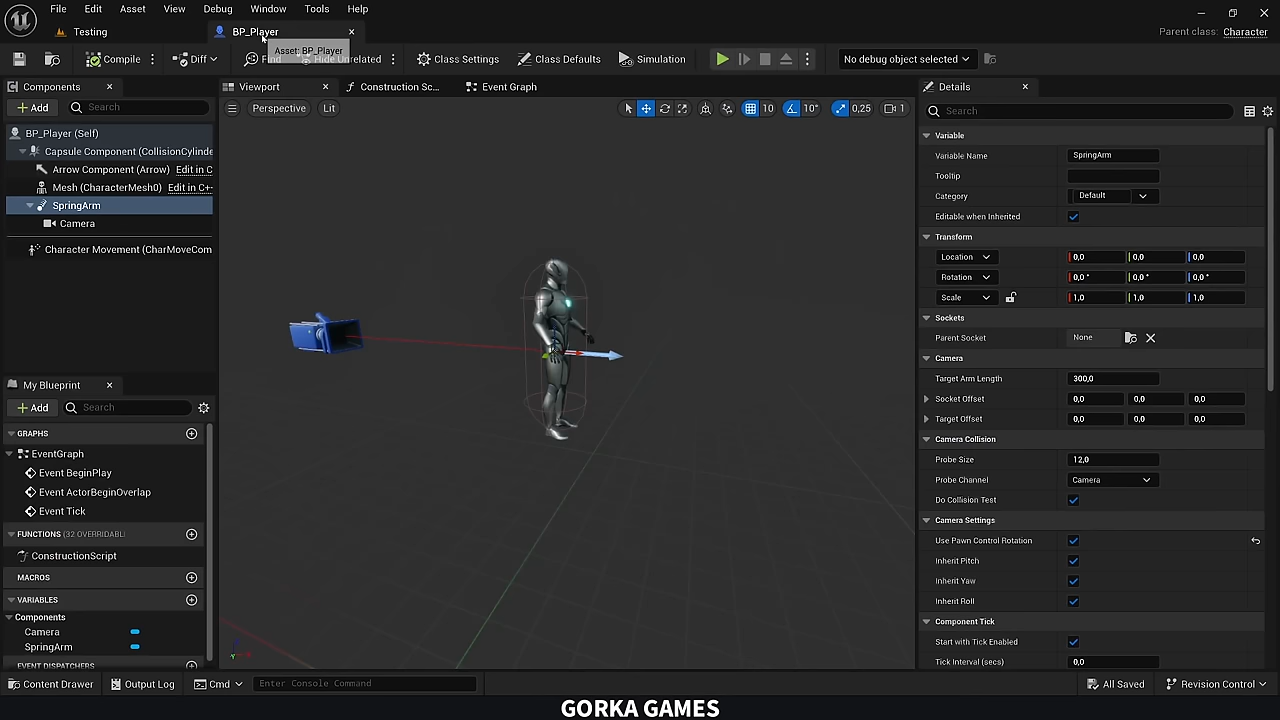 File Edit Asset View Debug Window Tools Help
Testing
BP_Player
Parent class: Character
Asset: BP_Player
Compile
Diff
Find
Hide Unrelated
Class Settings
Class Defaults
Simulation
No debug object selected
Components
Viewport
Construction Sc...
Event Graph
Details
Add
Search
Perspective
Lit
10
10°
0,25
1
Search
BP_Player (Self)
Capsule Component (CollisionCylinde
Arrow Component (Arrow) Edit in C
Mesh (CharacterMesh0) Edit in C++
SpringArm
Camera
Character Movement (CharMoveCom
Variable
Variable Name SpringArm
Tooltip
Category Default
Editable when Inherited
Transform
Location 0,0 0,0 0,0
Rotation 0,0 ° 0,0 ° 0,0 °
Scale 1,0 1,0 1,0
Sockets
Parent Socket None
Camera
Target Arm Length 300,0
Socket Offset 0,0 0,0 0,0
Target Offset 0,0 0,0 0,0
Camera Collision
Probe Size 12,0
Probe Channel Camera
Do Collision Test
Camera Settings
Use Pawn Control Rotation
Inherit Pitch
Inherit Yaw
Inherit Roll
Component Tick
Start with Tick Enabled
Tick Interval (secs) 0,0
My Blueprint
Add
Search
GRAPHS
EventGraph
Event BeginPlay
Event ActorBeginOverlap
Event Tick
FUNCTIONS (32 OVERRIDABL
ConstructionScript
MACROS
VARIABLES
Components
Camera
SpringArm
EVENT DISPATCHERS
Content Drawer
Output Log
Cmd
Enter Console Command
All Saved
Revision Control
GORKA GAMES